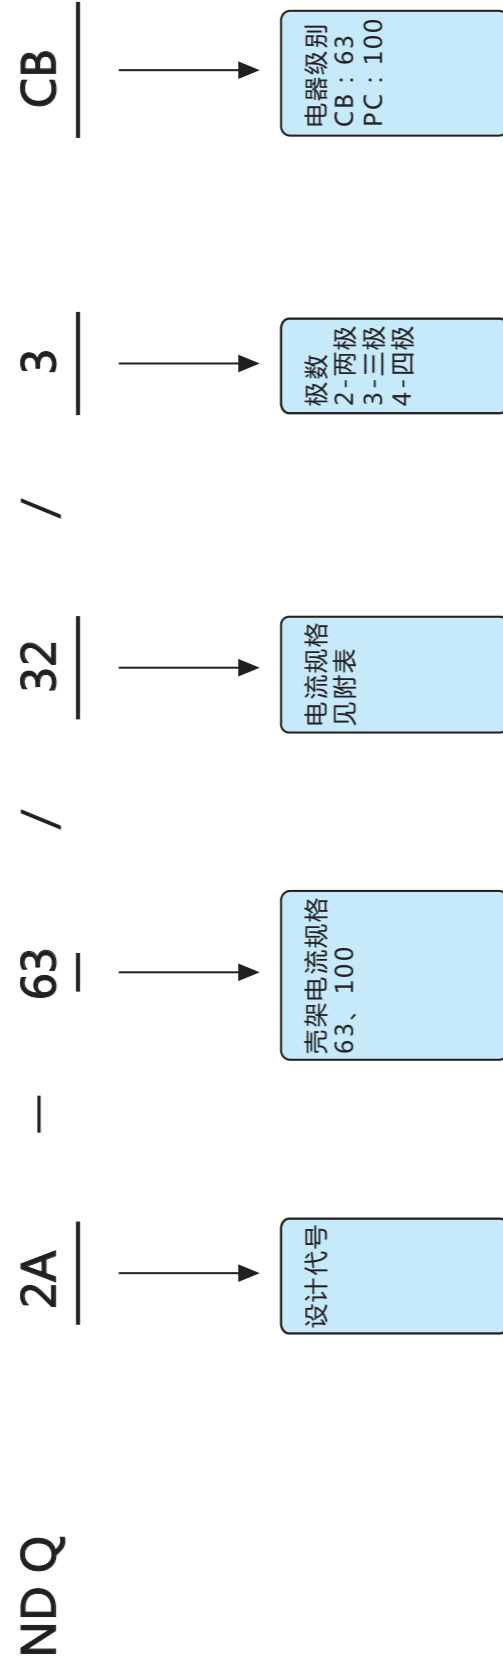 ND Q 2A — 63 / 32 / 3 CB
设计代号
壳架电流规格
63、100
电流规格
见附表
极数
2-两极
3-三极
4-四极
电器级别
CB：63
PC：100